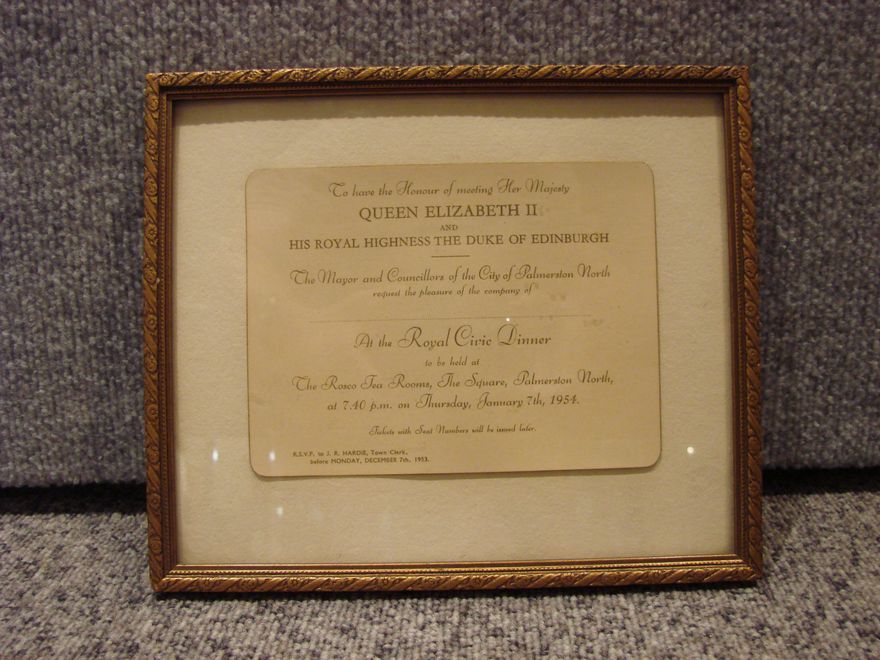 To have the Honour of meeting Her Majesty
QUEEN ELIZABETH II
AND
HIS ROYAL HIGHNESS THE DUKE OF EDINBURGH
The Mayor and Councillors of the City of Palmerston North
request the pleasure of the company of
At the Royal Civic Dinner
to be held at
The Rosco Tea Rooms, The Square, Palmerston North,
at 7.40 p.m. on Thursday, January 7th, 1954.
Tickets with Seat Numbers will be issued later.
R.S.V.P. to J. R. HARDIE, Town Clerk,
before MONDAY, DECEMBER 7th, 1953.